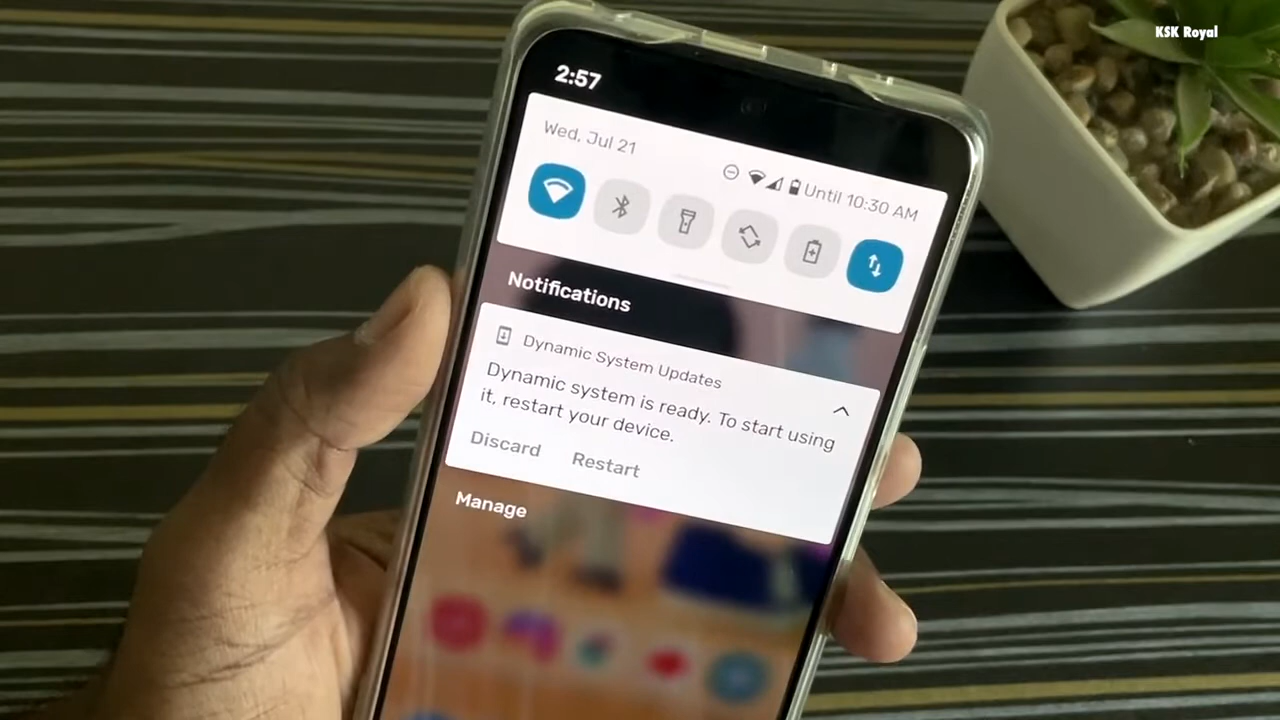 KSK Royal
2:57
Wed, Jul 21
Until 10:30 AM
Notifications
Dynamic System Updates
Dynamic system is ready. To start using
it, restart your device.
Discard Restart
Manage